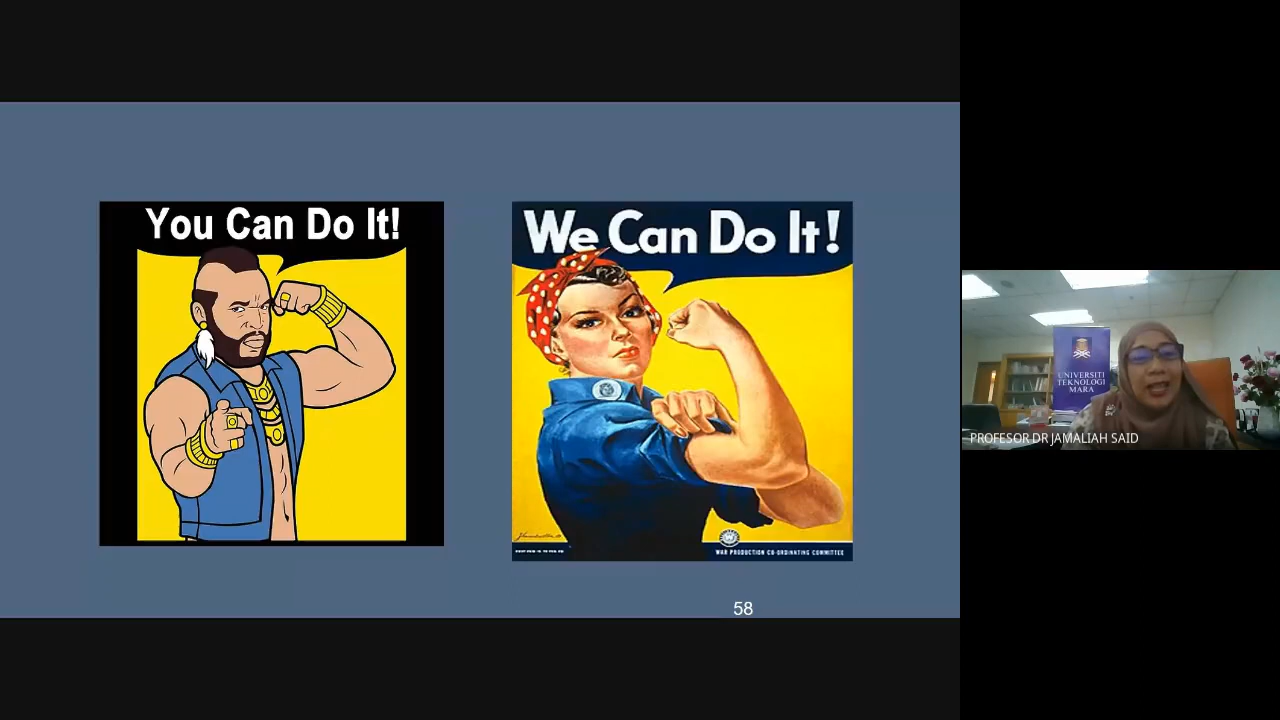 You Can Do It!
We Can Do It!
WAR PRODUCTION CO-ORDINATING COMMITTEE
58
UNIVERSITI
TEKNOLOGI
MARA
PROFESOR DR JAMALIAH SAID